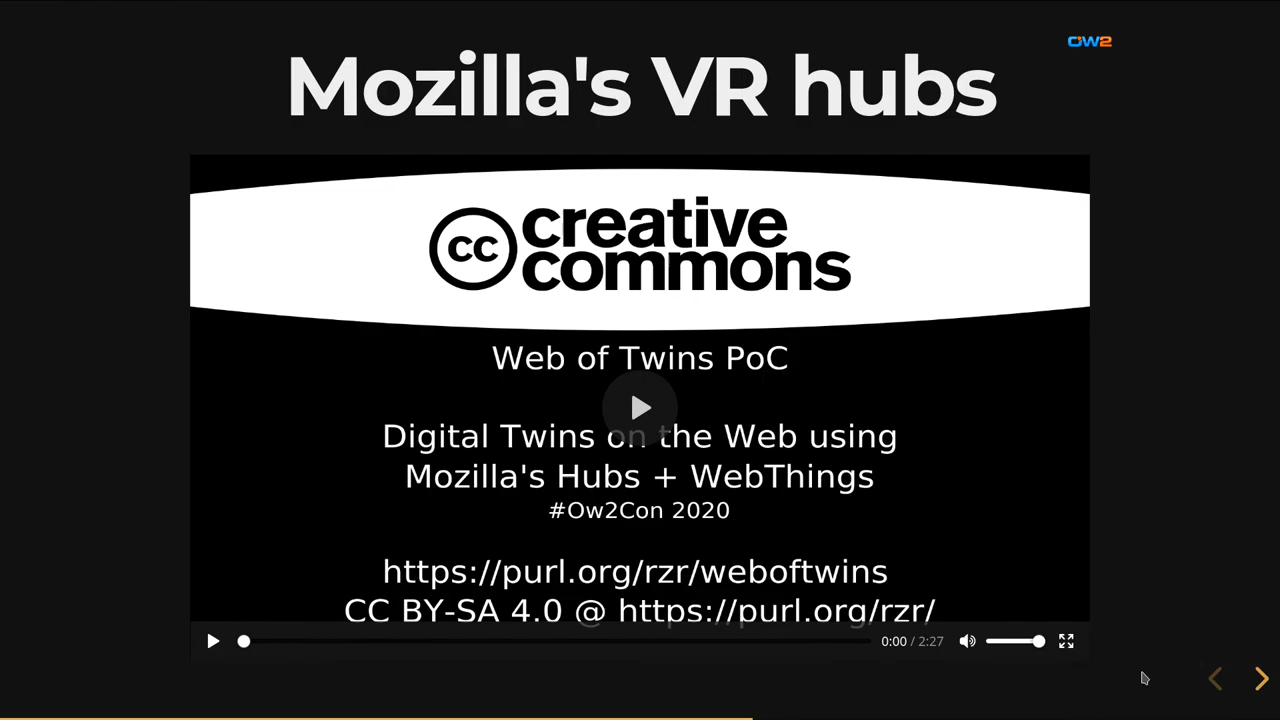 OW2
Mozilla's VR hubs
cc creative
commons
Web of Twins PoC
Digital Twins on the Web using
Mozilla's Hubs + WebThings
#Ow2Con 2020
https://purl.org/rzr/weboftwins
CC BY-SA 4.0 @ https://purl.org/rzr/
0:00 / 2:27